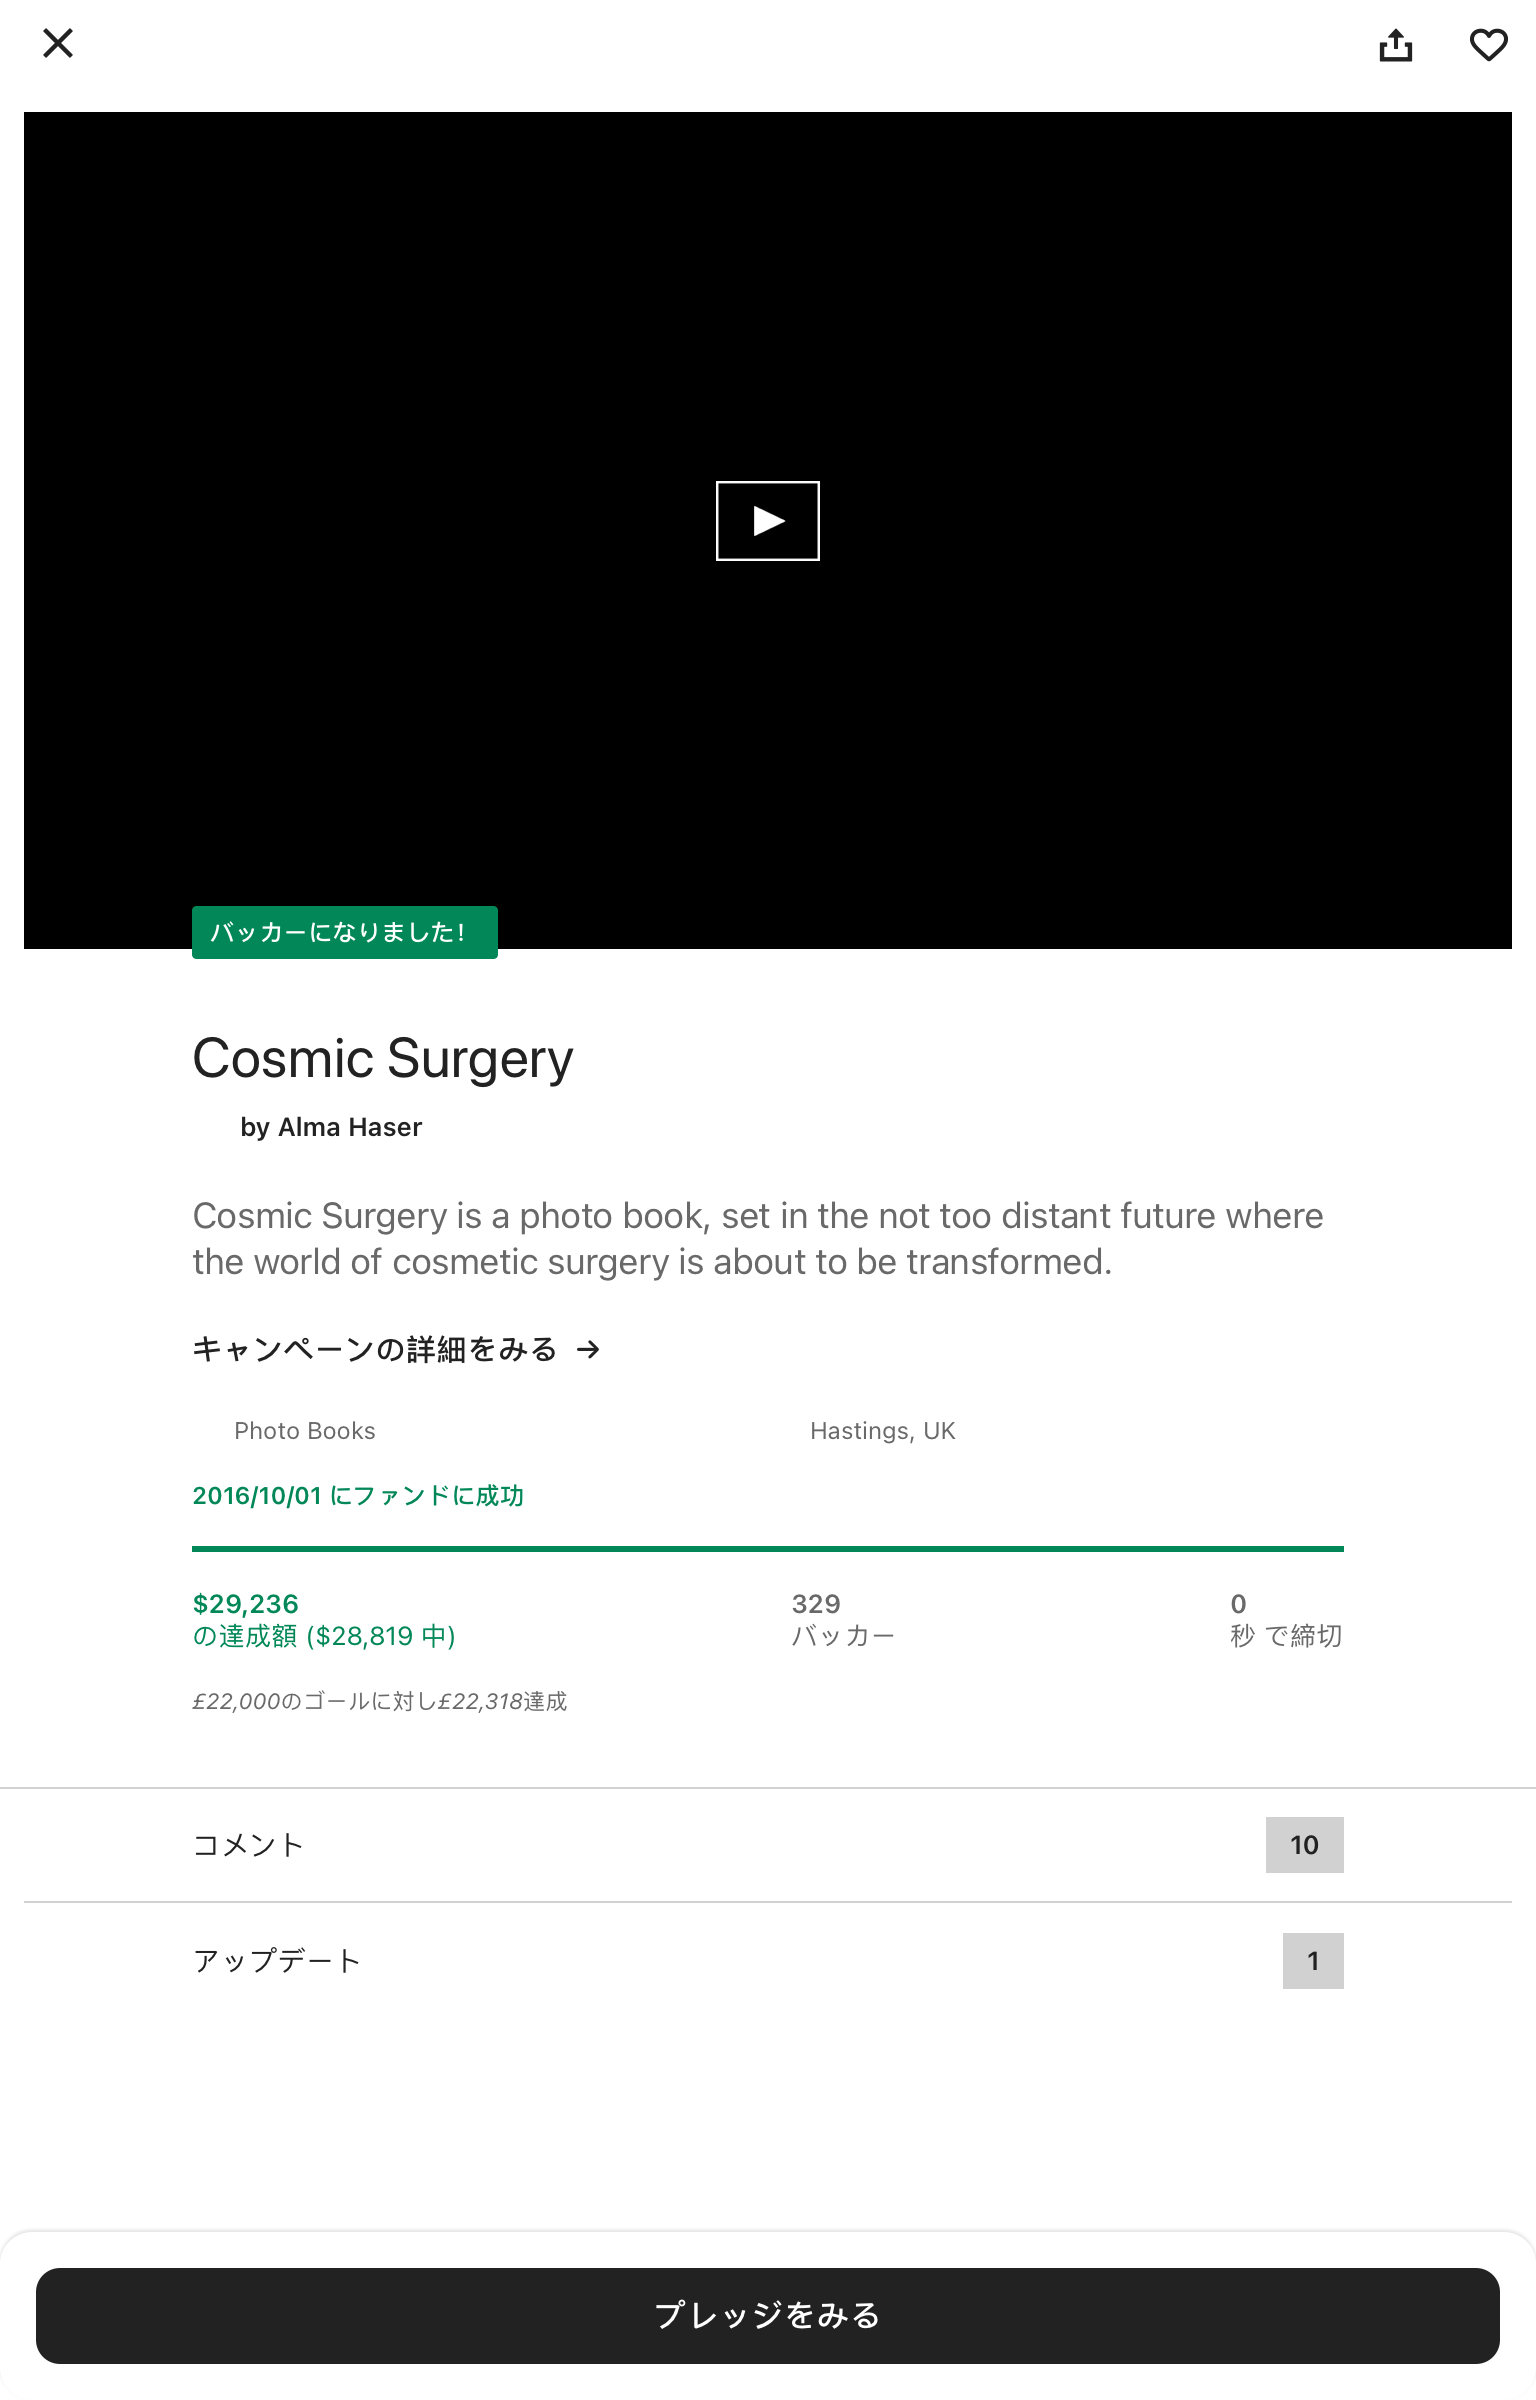 バッカーになりました！
Cosmic Surgery
by Alma Haser
Cosmic Surgery is a photo book, set in the not too distant future where
the world of cosmetic surgery is about to be transformed.
キャンペーンの詳細をみる →
Photo Books
Hastings, UK
2016/10/01 にファンドに成功
$29,236
の達成額 ($28,819 中)
329
バッカー
0
秒 で締切
£22,000のゴールに対し£22,318達成
コメント
10
アップデート
1
プレッジをみる